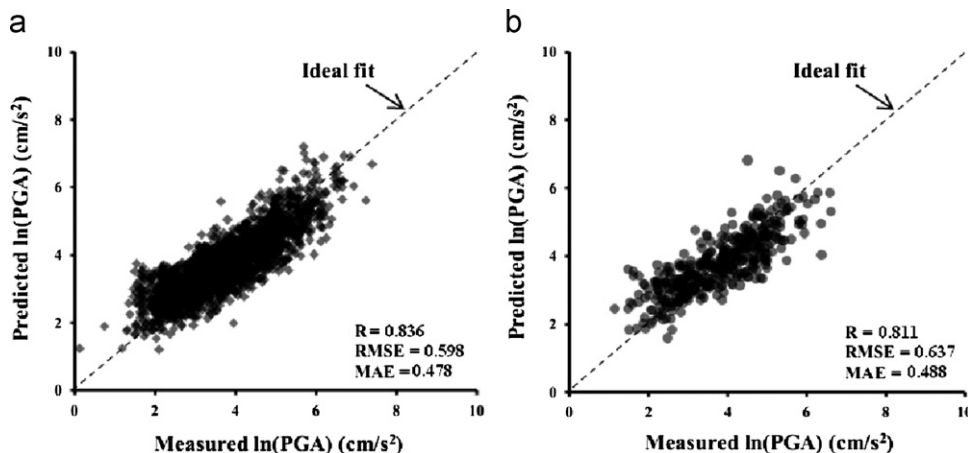 a
10
8
6
4
2
0
0 2 4 6 8 10
Predicted ln(PGA) (cm/s²)
Measured ln(PGA) (cm/s²)
Ideal fit
R = 0.836
RMSE = 0.598
MAE = 0.478
b
10
8
6
4
2
0
0 2 4 6 8 10
Predicted ln(PGA) (cm/s²)
Measured ln(PGA) (cm/s²)
Ideal fit
R = 0.811
RMSE = 0.637
MAE = 0.488